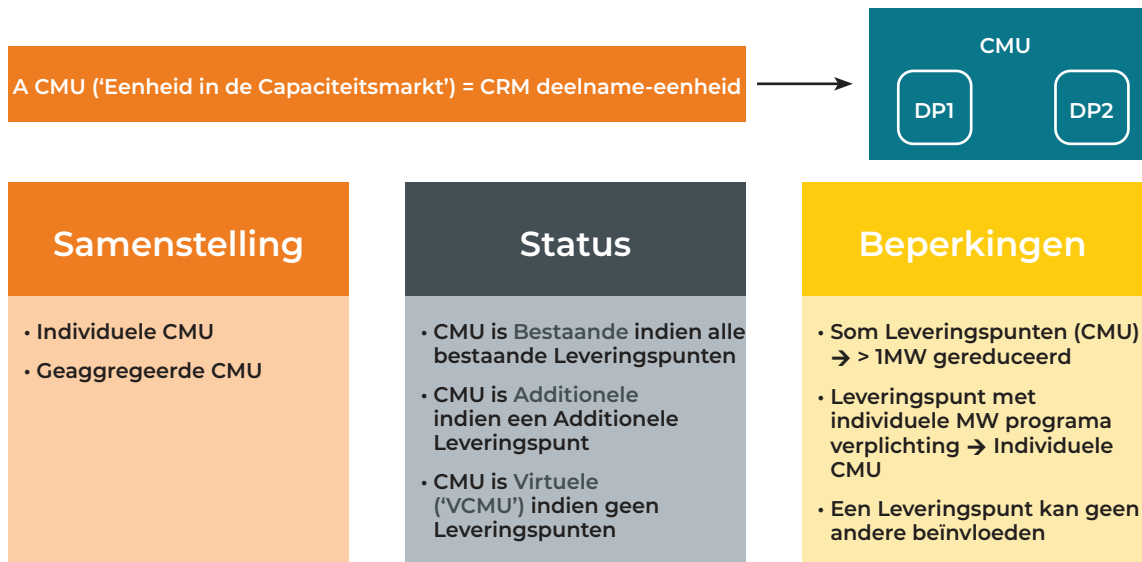 A CMU (‘Eenheid in de Capaciteitsmarkt’) = CRM deelname-eenheid
CMU
DP1
DP2
Samenstelling
• Individuele CMU
• Geaggregeerde CMU
Status
• CMU is Bestaande indien alle
bestaande Leveringspunten
• CMU is Additionele
indien een Additionele
Leveringspunt
• CMU is Virtuele
(‘VCMU’) indien geen
Leveringspunten
Beperkingen
• Som Leveringspunten (CMU)
→ > 1MW gereduceerd
• Leveringspunt met
individuele MW programa
verplichting → Individuele
CMU
• Een Leveringspunt kan geen
andere beïnvloeden